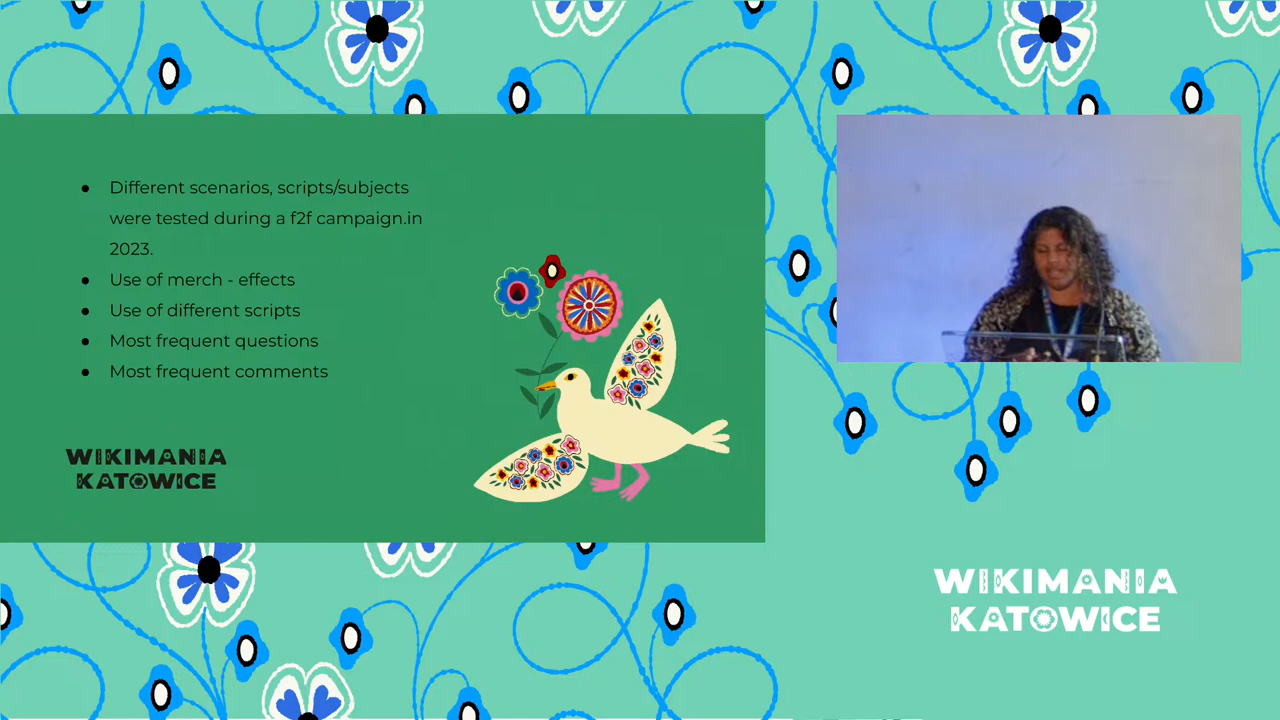 ● Different scenarios, scripts/subjects
were tested during a f2f campaign.in
2023.
● Use of merch - effects
● Use of different scripts
● Most frequent questions
● Most frequent comments
WIKIMANIA
KATOWICE
WIKIMANIA
KATOWICE